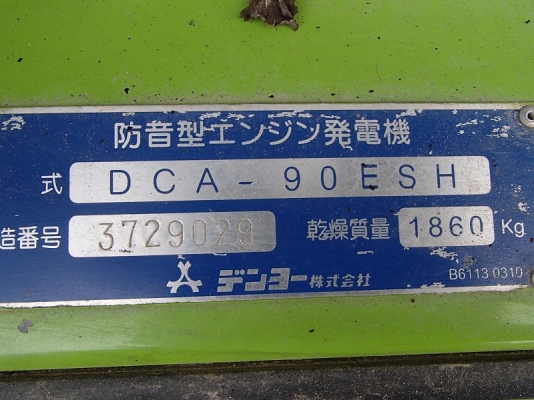 防音型エンジン発電機
式 DCA-90ESH
造番号 3729029 乾燥質量 1860 Kg
デンヨー株式会社 B6113 0310